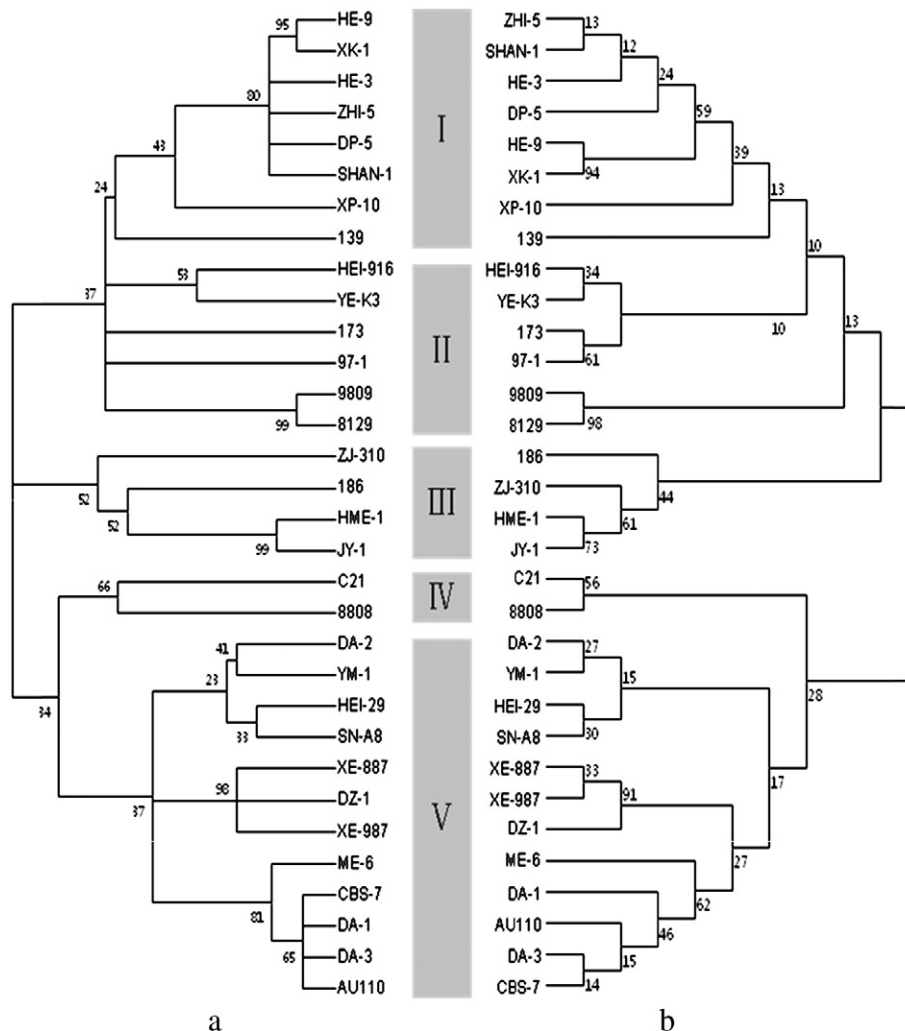 95 HE-9 I ZHI-5 13
XK-1 SHAN-1 12
HE-3 HE-3 24
80 ZHI-5 DP-5 59
43 DP-5 HE-9
SHAN-1 XK-1 94 39
24 XP-10 XP-10 13
139 139 10
53 HEI-916 II HEI-916 34
37 YE-K3 YE-K3
173 173 10 13
97-1 97-1 61
9809 9809
99 8129 8129 98
ZJ-310 III 186
52 186 ZJ-310 44
52 HME-1 HME-1 61
99 JY-1 JY-1 73
66 C21 IV C21 56
8808 8808
41 DA-2 V DA-2 27
23 YM-1 YM-1 15 28
34 HEI-29 HEI-29
33 SN-A8 SN-A8 30
XE-887 XE-887 33 17
37 98 DZ-1 XE-987 91
XE-987 DZ-1
ME-6 ME-6 27
81 CBS-7 DA-1 62
DA-1 AU110 46
65 DA-3 DA-3 15
AU110 CBS-7 14
a b